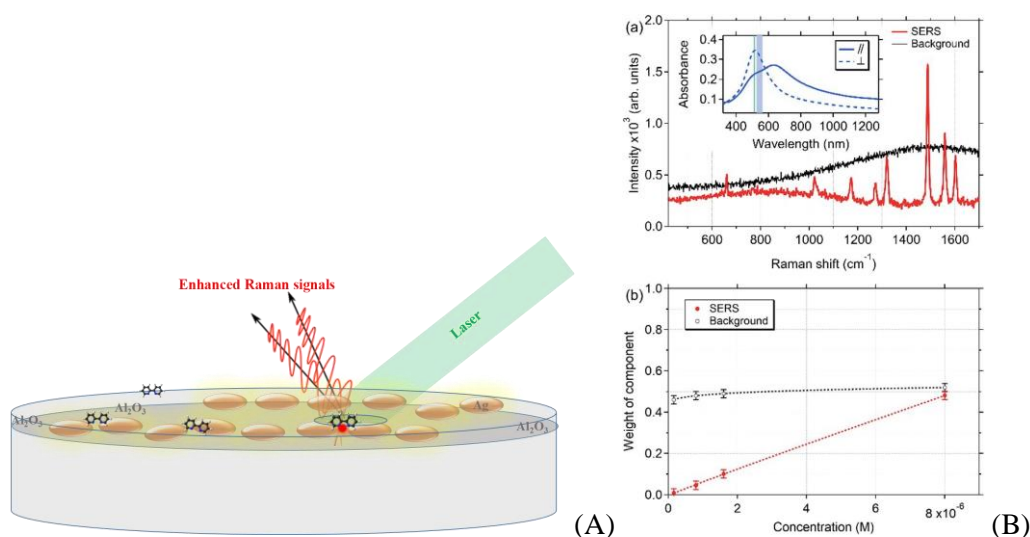 Enhanced Raman signals
Laser
Al₂O₃
Al₂O₃
Ag
Al₂O₃
(A)
(a)
2.0
1.5
1.0
0.5
0.0
Intensity x10³ (arb. units)
SERS
Background
0.4
0.3
0.2
0.1
Absorbance
//
⊥
400 600 800 1000 1200
Wavelength (nm)
600 800 1000 1200 1400 1600
Raman shift (cm⁻¹)
(b)
1.0
0.8
0.6
0.4
0.2
0.0
Weight of component
SERS
Background
0 2 4 6 8 x10⁻⁶
Concentration (M)
(B)